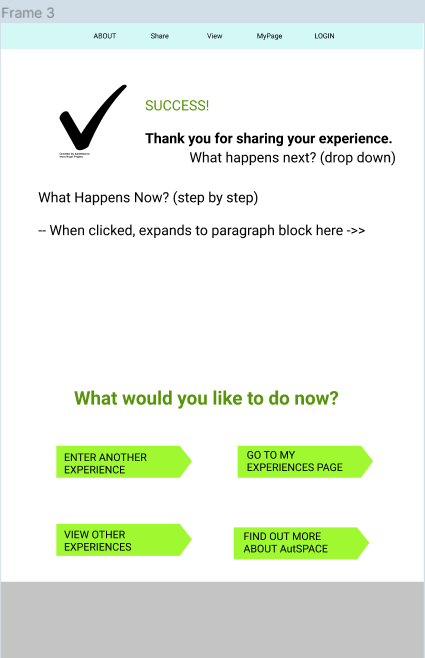 Frame 3
ABOUT Share View MyPage LOGIN
SUCCESS!
Thank you for sharing your experience.
What happens next? (drop down)
What Happens Now? (step by step)
-- When clicked, expands to paragraph block here ->>
What would you like to do now?
ENTER ANOTHER
EXPERIENCE
GO TO MY
EXPERIENCES PAGE
VIEW OTHER
EXPERIENCES
FIND OUT MORE
ABOUT AutSPACE